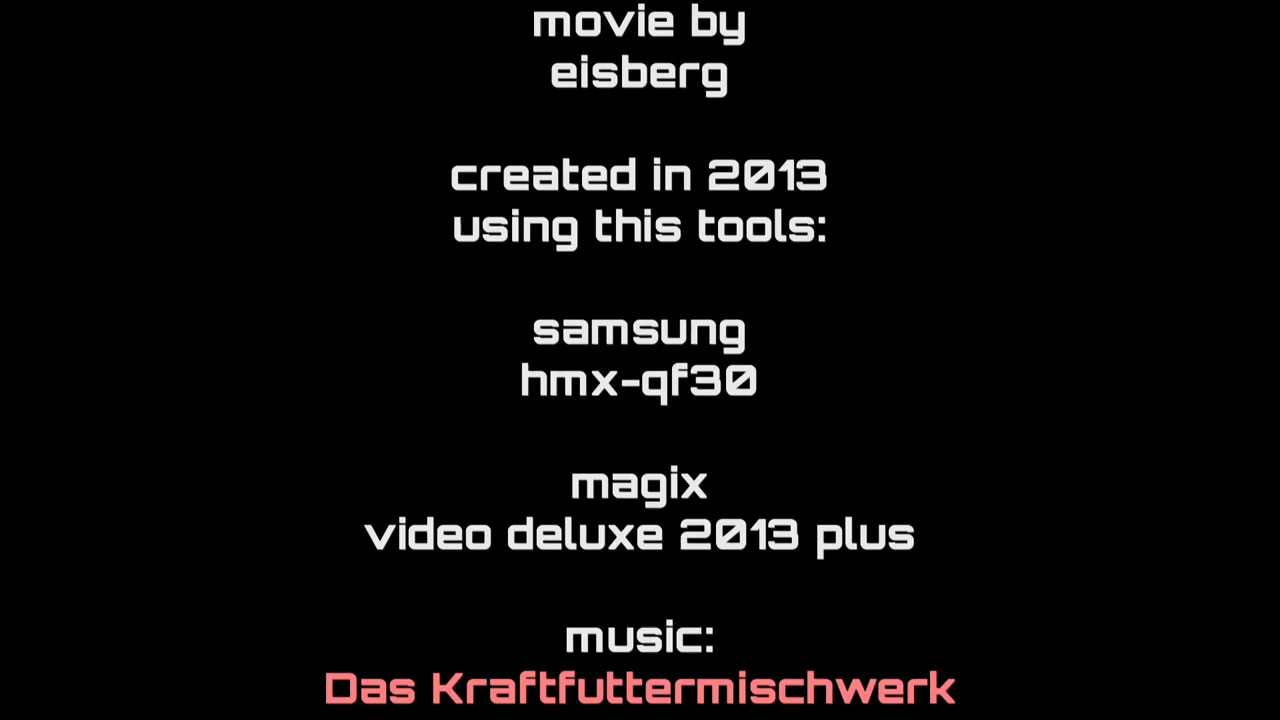 movie by
eisberg
created in 2013
using this tools:
samsung
hmx-qf30
magix
video deluxe 2013 plus
music:
Das Kraftfuttermischwerk